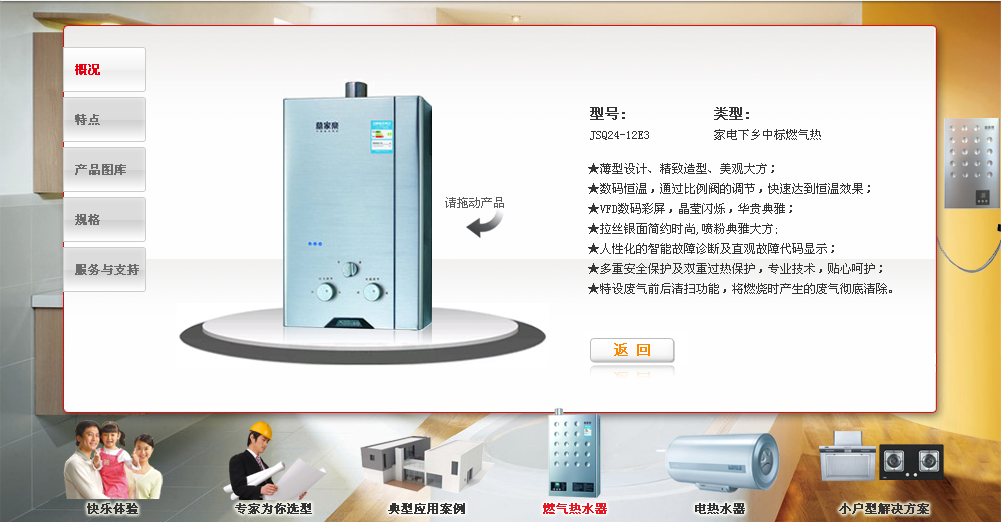 概况
特点
产品图库
规格
服务与支持
请拖动产品
型号:
类型:
JSQ24-12E3
家电下乡中标燃气热
★薄型设计、精致造型、美观大方；
★数码恒温，通过比例阀的调节，快速达到恒温效果；
★VFD数码彩屏，晶莹闪烁，华贵典雅；
★拉丝银面简约时尚,喷粉典雅大方;
★人性化的智能故障诊断及直观故障代码显示；
★多重安全保护及双重过热保护，专业技术，贴心呵护；
★特设废气前后清扫功能，将燃烧时产生的废气彻底清除。
返 回
快乐体验
专家为你选型
典型应用案例
燃气热水器
电热水器
小户型解决方案